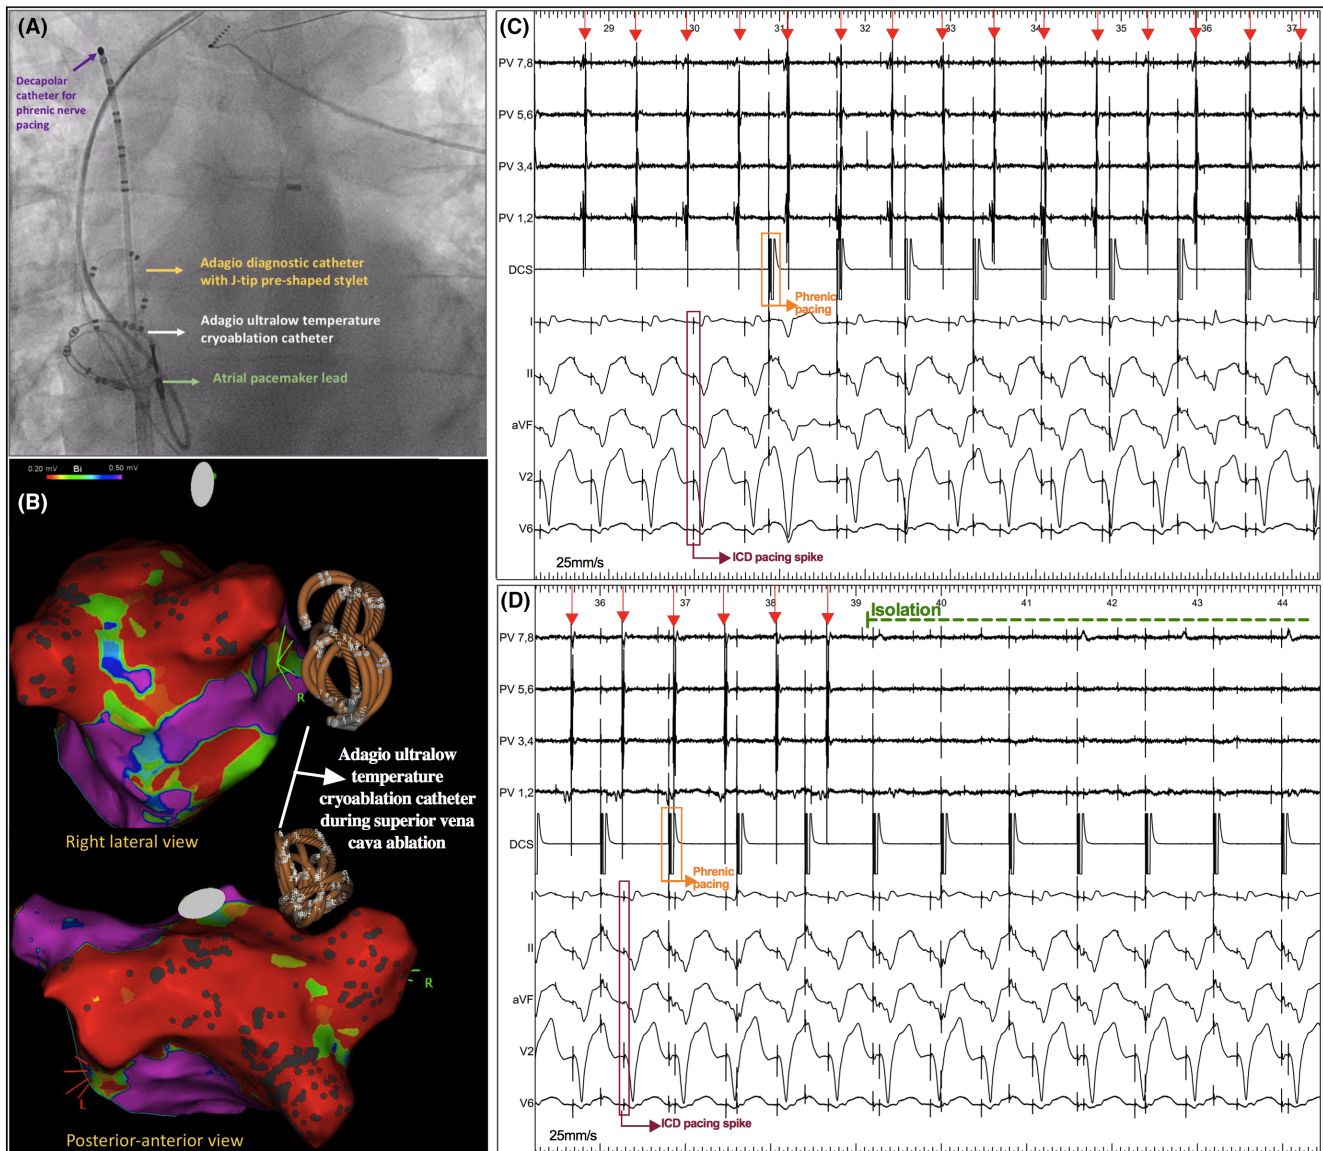 (A)
Decapolar
catheter for
phrenic nerve
pacing
Adagio diagnostic catheter
with J-tip pre-shaped stylet
Adagio ultralow temperature
cryoablation catheter
Atrial pacemaker lead
0.20 mV Bi 0.50 mV
(B)
R
Adagio ultralow
temperature
cryoablation catheter
during superior vena
cava ablation
Right lateral view
R
L
Posterior-anterior view
(C)
29 30 31 32 33 34 35 36 37
PV 7,8
PV 5,6
PV 3,4
PV 1,2
DCS
Phrenic
pacing
I
II
aVF
V2
V6
ICD pacing spike
25mm/s
(D)
36 37 38 39 40 41 42 43 44
Isolation
PV 7,8
PV 5,6
PV 3,4
PV 1,2
DCS
Phrenic
pacing
I
II
aVF
V2
V6
ICD pacing spike
25mm/s